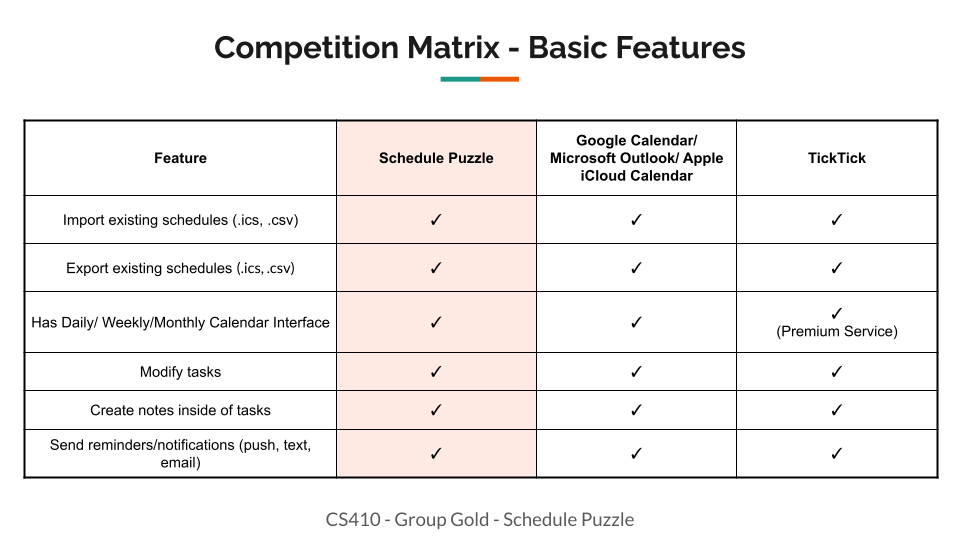 Competition Matrix - Basic Features
Feature
Schedule Puzzle
Google Calendar/
Microsoft Outlook/ Apple
iCloud Calendar
TickTick
Import existing schedules (.ics, .csv)
✓
✓
✓
Export existing schedules (.ics, .csv)
✓
✓
✓
Has Daily/ Weekly/Monthly Calendar Interface
✓
✓
✓
(Premium Service)
Modify tasks
✓
✓
✓
Create notes inside of tasks
✓
✓
✓
Send reminders/notifications (push, text,
email)
✓
✓
✓
CS410 - Group Gold - Schedule Puzzle